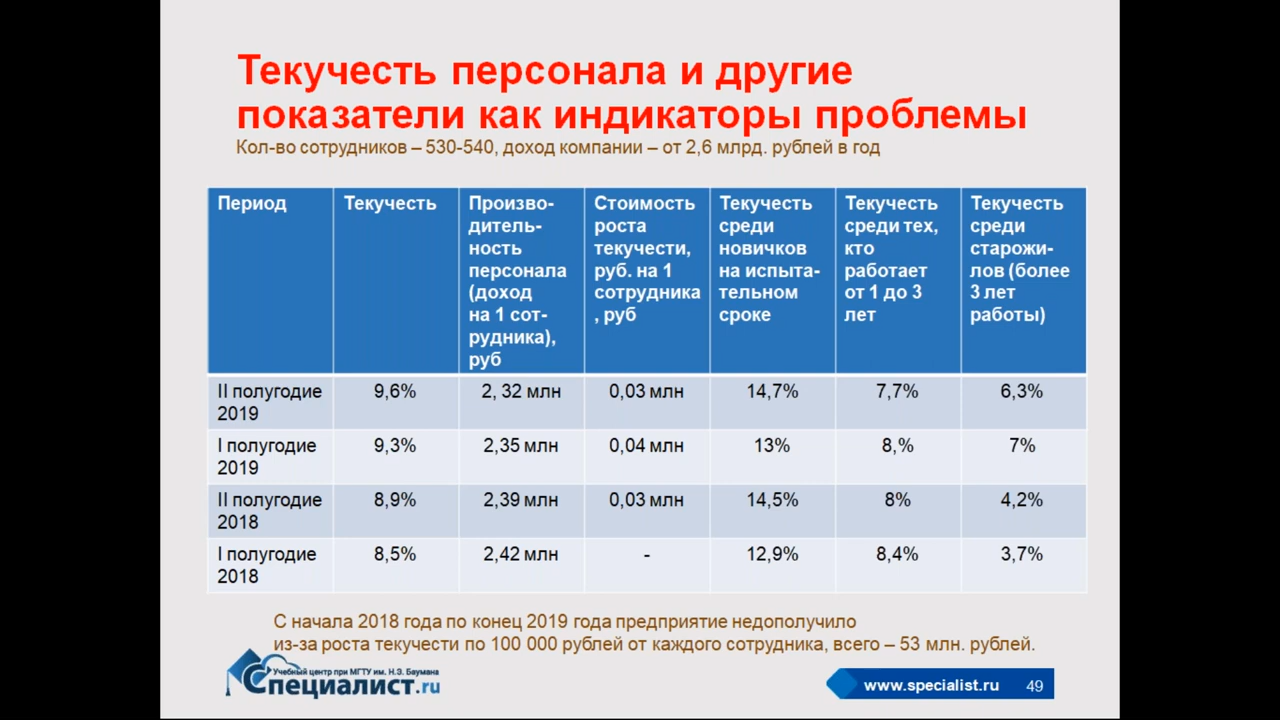 Текучесть персонала и другие
показатели как индикаторы проблемы
Кол-во сотрудников – 530-540, доход компании – от 2,6 млрд. рублей в год
Период
Текучесть
Произво-
дитель-
ность
персонала
(доход
на 1 сот-
рудника),
руб
Стоимость
роста
текучести,
руб. на 1
сотрудника
, руб
Текучесть
среди
новичков
на испыта-
тельном
сроке
Текучесть
среди тех,
кто
работает
от 1 до 3
лет
Текучесть
среди
старожи-
лов (более
3 лет
работы)
II полугодие
2019
9,6%
2, 32 млн
0,03 млн
14,7%
7,7%
6,3%
I полугодие
2019
9,3%
2,35 млн
0,04 млн
13%
8,%
7%
II полугодие
2018
8,9%
2,39 млн
0,03 млн
14,5%
8%
4,2%
I полугодие
2018
8,5%
2,42 млн
-
12,9%
8,4%
3,7%
С начала 2018 года по конец 2019 года предприятие недополучило
из-за роста текучести по 100 000 рублей от каждого сотрудника, всего – 53 млн. рублей.
Учебный центр при МГТУ им. Н.Э. Баумана
Специалист.ru
www.specialist.ru
49